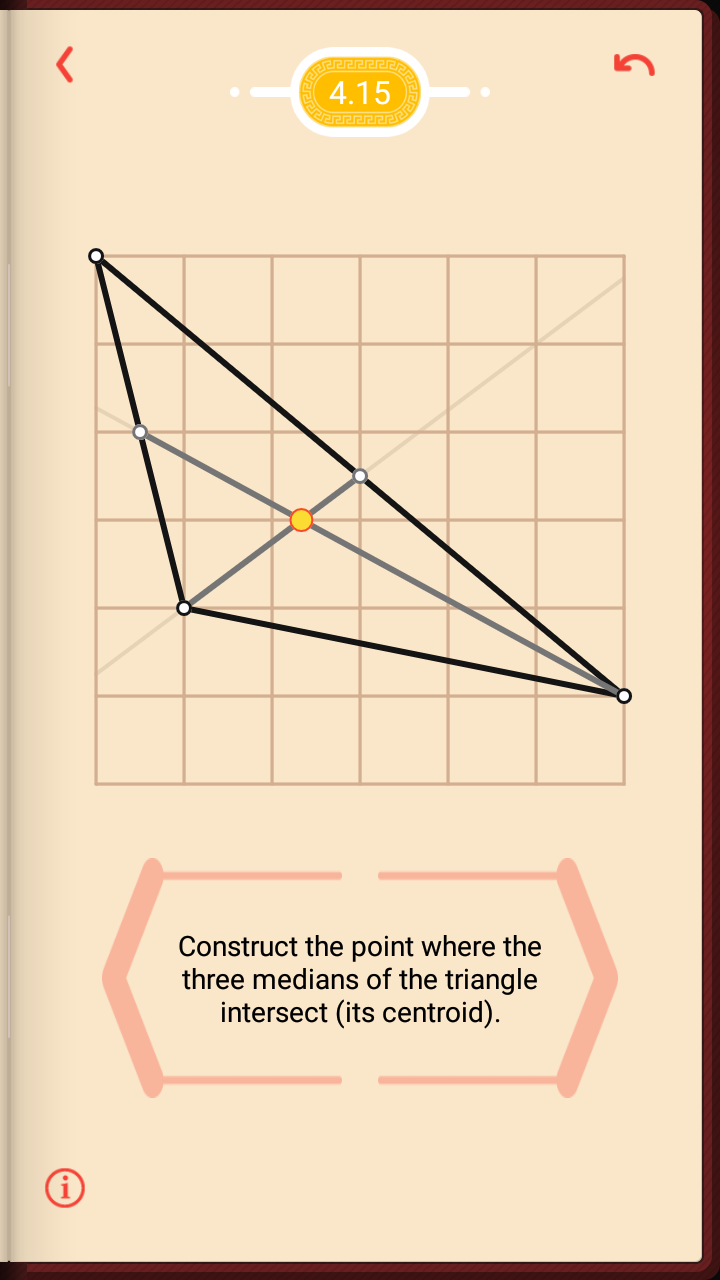 4.15
Construct the point where the
three medians of the triangle
intersect (its centroid).
i